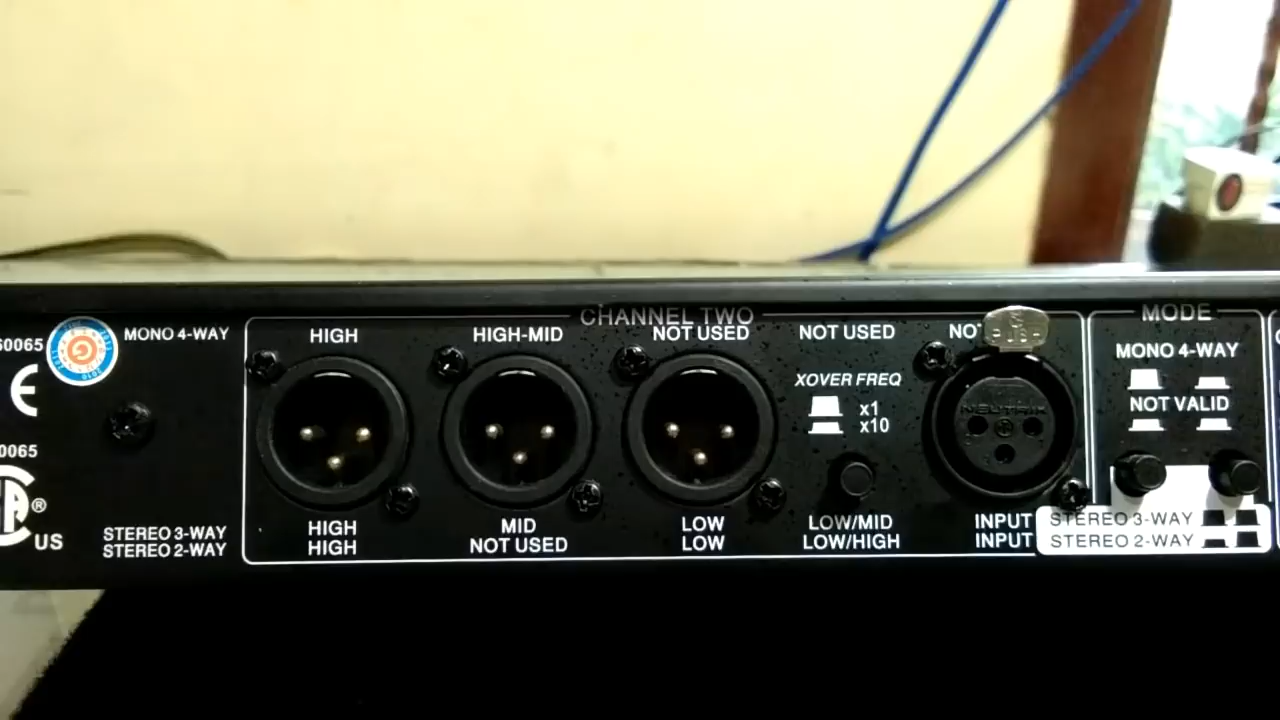 60065
MONO 4-WAY
0065
US
®
STEREO 3-WAY
STEREO 2-WAY
CHANNEL TWO
HIGH
HIGH-MID
NOT USED
NOT USED
XOVER FREQ
x1
x10
PUSH
NEUTRIK
HIGH
HIGH
MID
NOT USED
LOW
LOW
LOW/MID
LOW/HIGH
INPUT
INPUT
MODE
MONO 4-WAY
NOT VALID
STEREO 3-WAY
STEREO 2-WAY